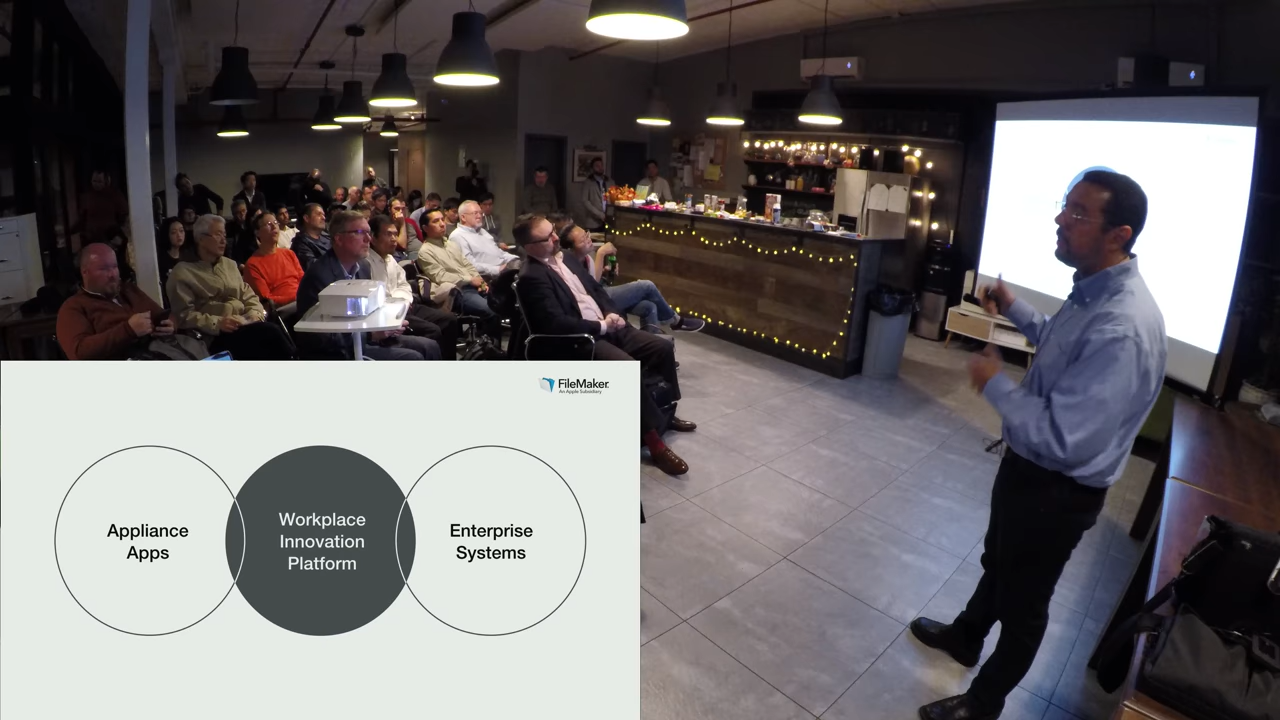 FileMaker
An Apple Subsidiary
Appliance
Apps
Workplace
Innovation
Platform
Enterprise
Systems